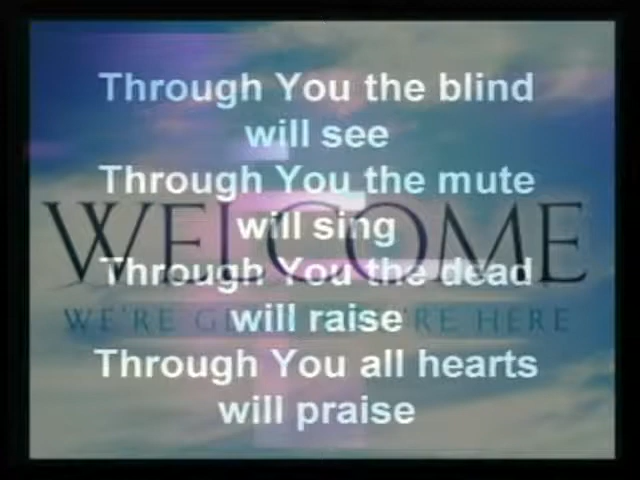 Through You the blind
will see
Through You the mute
will sing
WELCOME
Through You the dead
will raise
WE'RE HERE
Through You all hearts
will praise